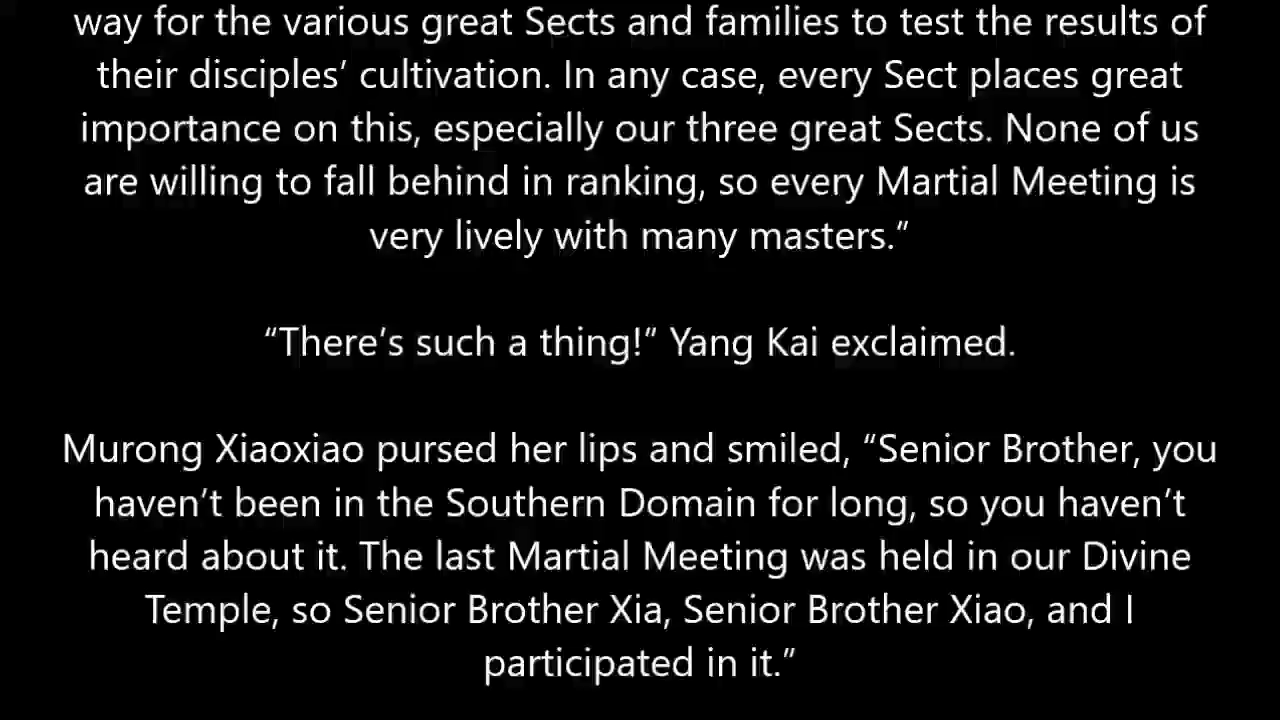 way for the various great Sects and families to test the results of
their disciples’ cultivation. In any case, every Sect places great
importance on this, especially our three great Sects. None of us
are willing to fall behind in ranking, so every Martial Meeting is
very lively with many masters.”
“There’s such a thing!” Yang Kai exclaimed.
Murong Xiaoxiao pursed her lips and smiled, “Senior Brother, you
haven’t been in the Southern Domain for long, so you haven’t
heard about it. The last Martial Meeting was held in our Divine
Temple, so Senior Brother Xia, Senior Brother Xiao, and I
participated in it.”